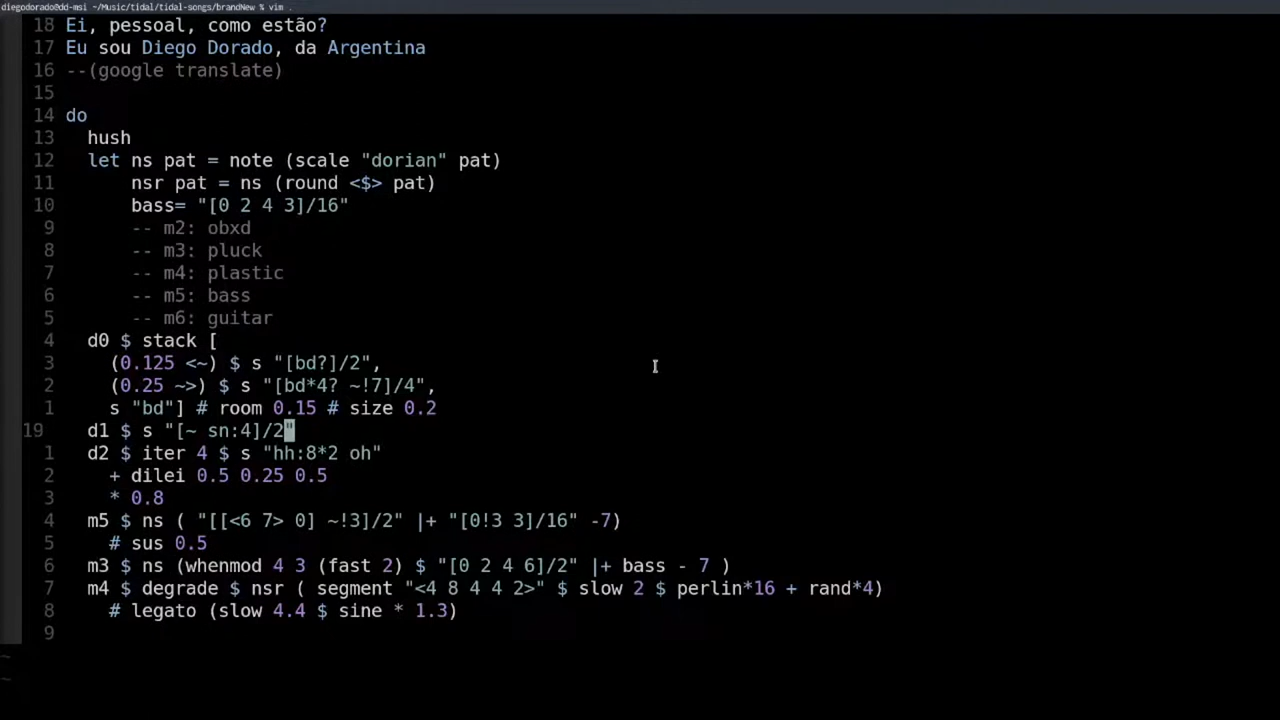 diegodorado@dd-msi ~/Music/tidal/tidal-songs/brandNew % vim .
18 Ei, pessoal, como estão?
17 Eu sou Diego Dorado, da Argentina
16 --(google translate)
15
14 do
13   hush
12   let ns pat = note (scale "dorian" pat)
11       nsr pat = ns (round <$> pat)
10       bass= "[0 2 4 3]/16"
9       -- m2: obxd
8       -- m3: pluck
7       -- m4: plastic
6       -- m5: bass
5       -- m6: guitar
4   d0 $ stack [
3     (0.125 <~) $ s "[bd?]/2",
2     (0.25 ~>) $ s "[bd*4? ~!7]/4",
1     s "bd"] # room 0.15 # size 0.2
19   d1 $ s "[~ sn:4]/2"
1   d2 $ iter 4 $ s "hh:8*2 oh"
2     + dilei 0.5 0.25 0.5
3     * 0.8
4   m5 $ ns ( "[[<6 7> 0] ~!3]/2" |+ "[0!3 3]/16" -7)
5     # sus 0.5
6   m3 $ ns (whenmod 4 3 (fast 2) $ "[0 2 4 6]/2" |+ bass - 7 )
7   m4 $ degrade $ nsr ( segment "<4 8 4 4 2>" $ slow 2 $ perlin*16 + rand*4)
8     # legato (slow 4.4 $ sine * 1.3)
9
~
~